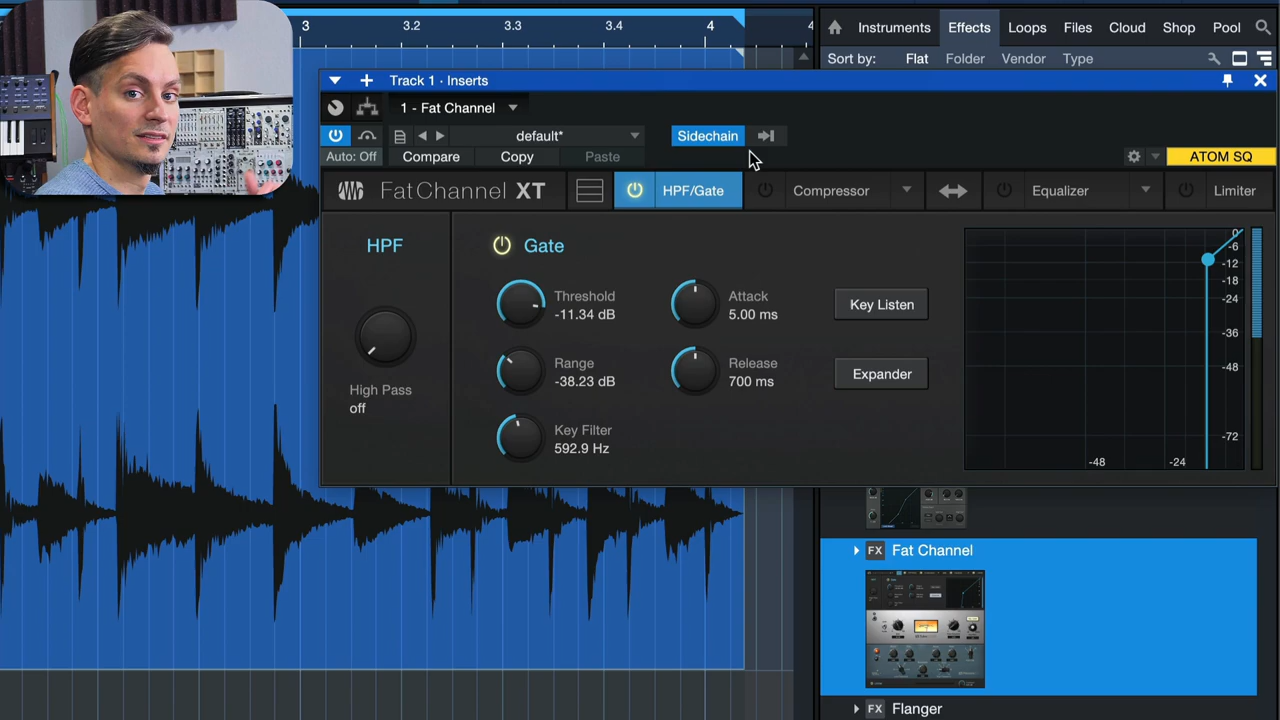 3 3.2 3.3 3.4 4 4
Instruments Effects Loops Files Cloud Shop Pool
Sort by: Flat Folder Vendor Type
Track 1 · Inserts
1 - Fat Channel
default* Sidechain
Auto: Off Compare Copy Paste ATOM SQ
FatChannel XT HPF/Gate Compressor Equalizer Limiter
HPF
High Pass
off
Gate
Threshold
-11.34 dB
Attack
5.00 ms
Key Listen
Range
-38.23 dB
Release
700 ms
Expander
Key Filter
592.9 Hz
0
-6
-12
-18
-24
-36
-48
-72
-48 -24
FX Fat Channel
FX Flanger